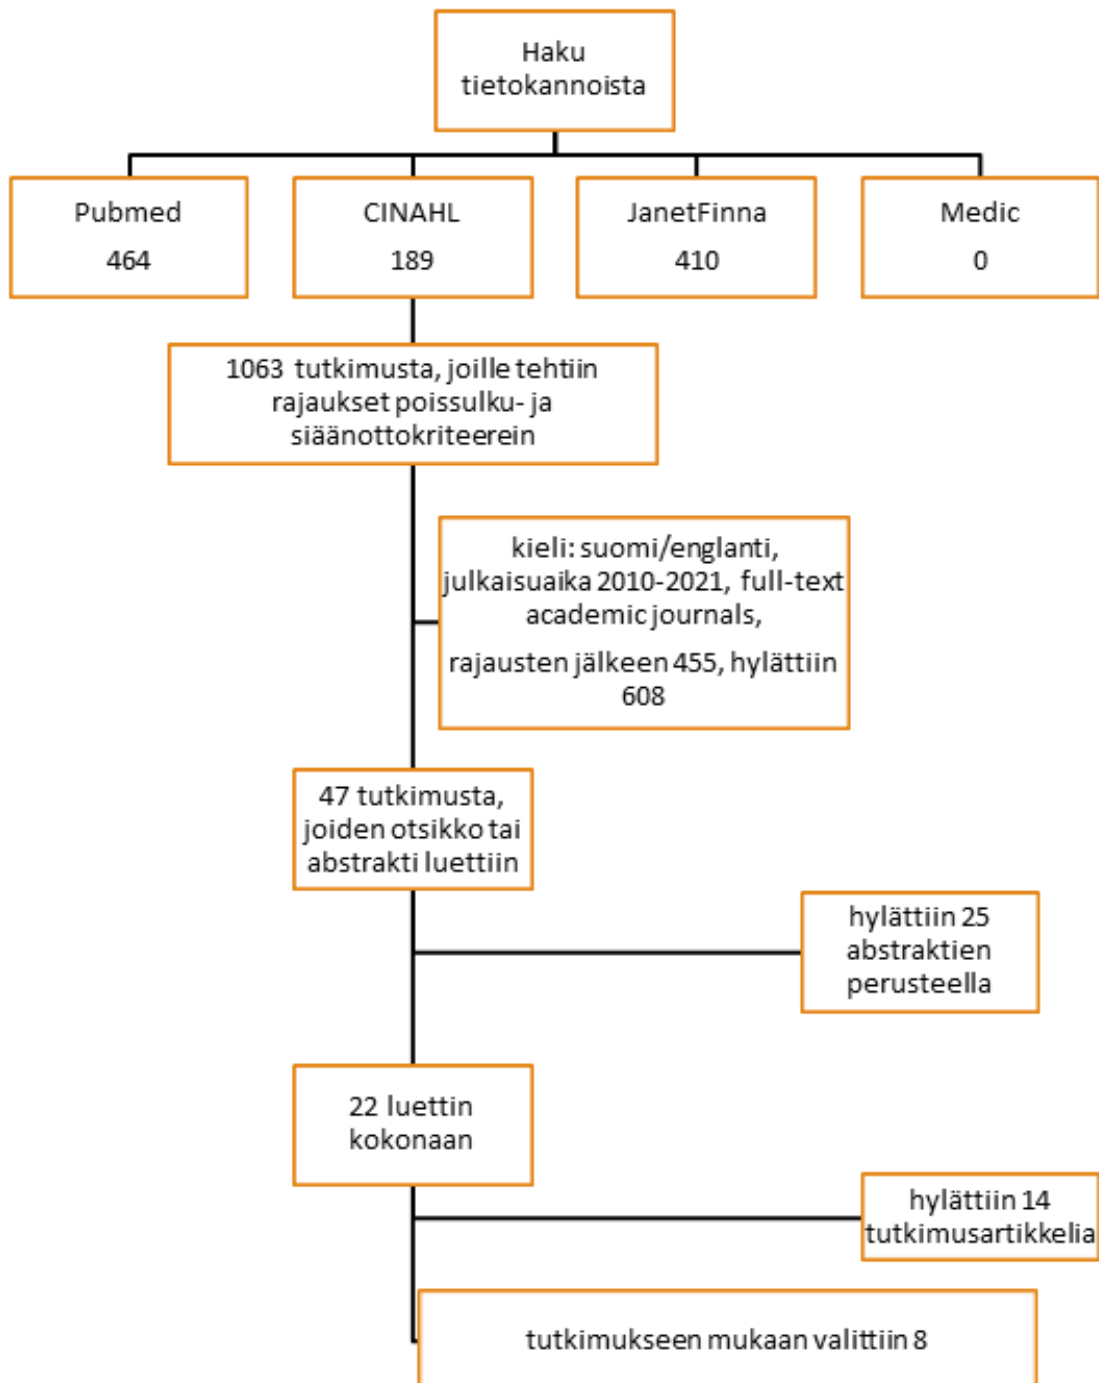 Haku
tietokannoista
Pubmed
464
CINAHL
189
JanetFinna
410
Medic
0
1063 tutkimusta, joille tehtiin
rajaukset poissulku- ja
siäänottokriteerein
kieli: suomi/englanti,
julkaisuaika 2010-2021, full-text
academic journals,
rajausten jälkeen 455, hylättiin
608
47 tutkimusta,
joiden otsikko tai
abstrakti luettiin
hylättiin 25
abstraktien
perusteella
22 luettin
kokonaan
hylättiin 14
tutkimusartikkelia
tutkimukseen mukaan valittiin 8